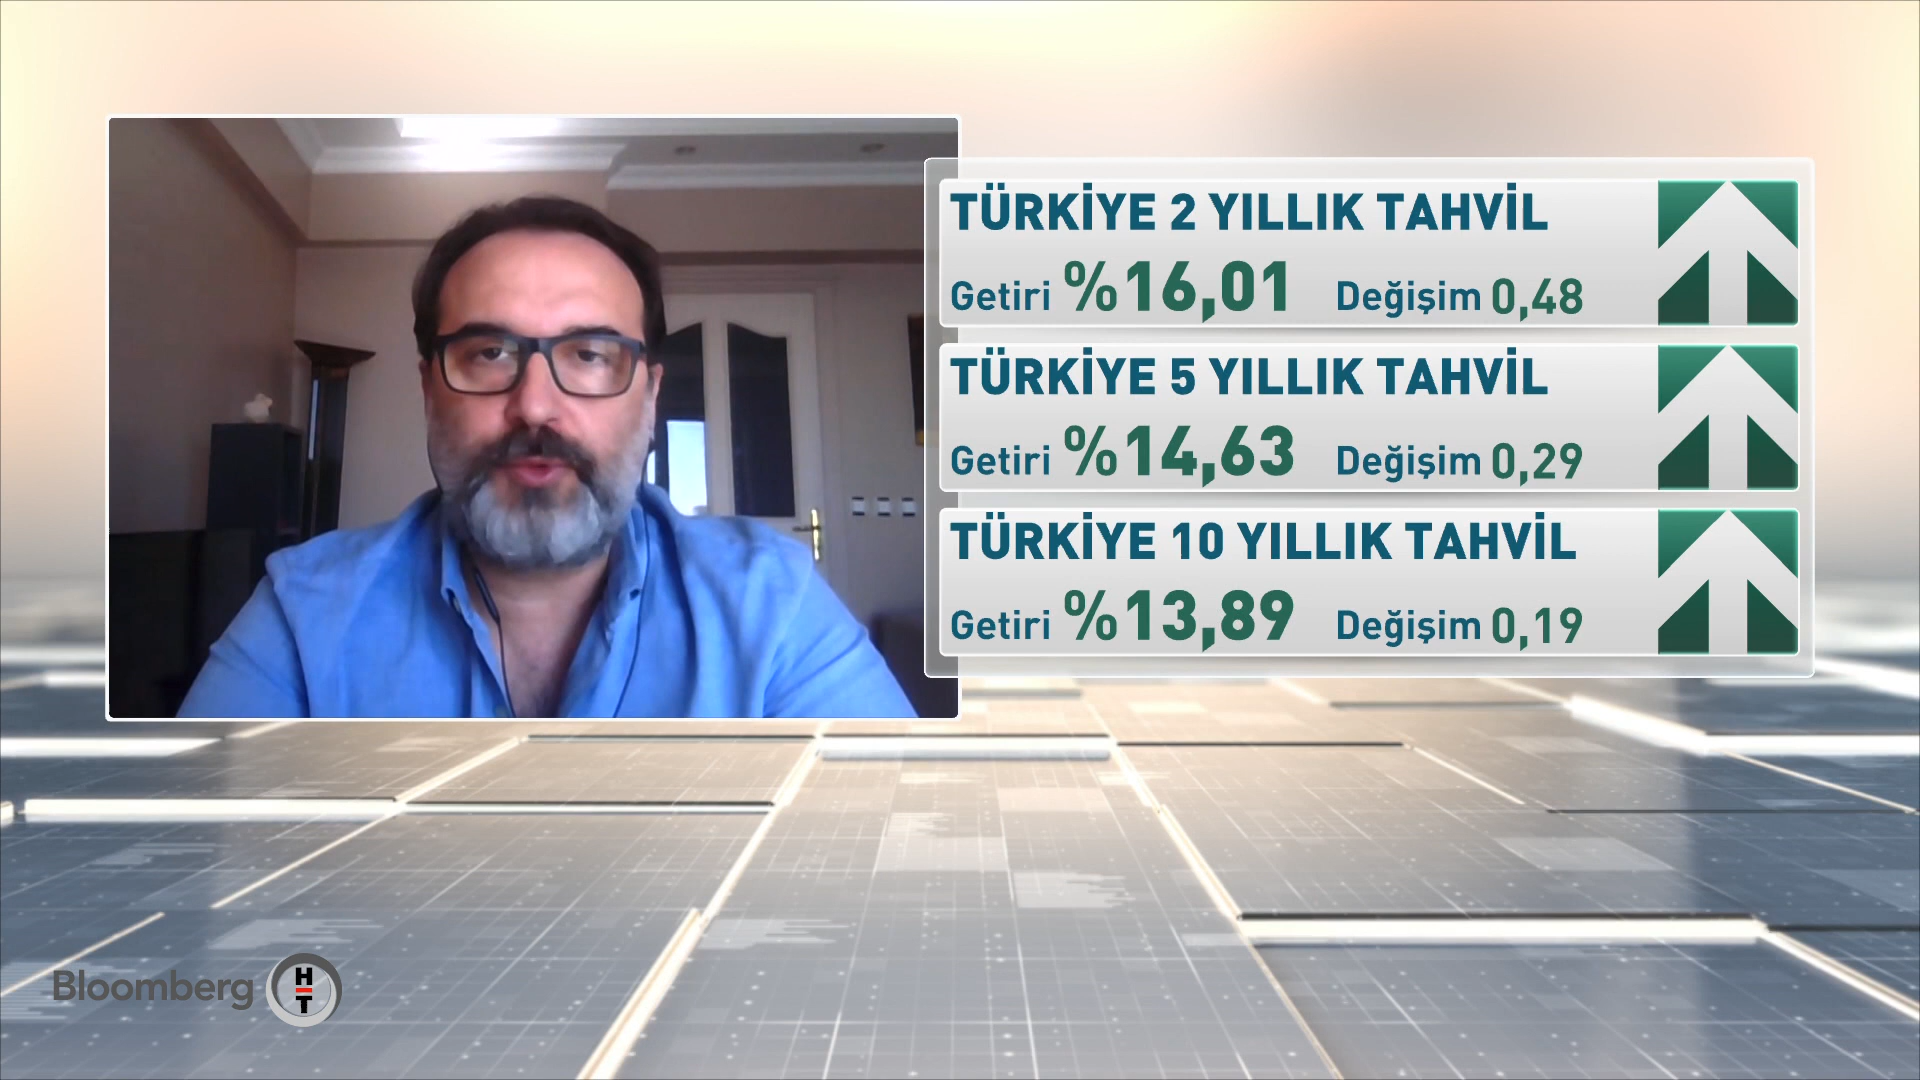 TÜRKİYE 2 YILLIK TAHVİL
Getiri %16,01 Değişim 0,48
TÜRKİYE 5 YILLIK TAHVİL
Getiri %14,63 Değişim 0,29
TÜRKİYE 10 YILLIK TAHVİL
Getiri %13,89 Değişim 0,19
Bloomberg HT